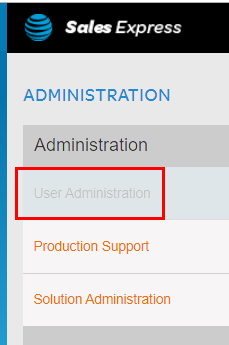 Sales Express
ADMINISTRATION
Administration
User Administration
Production Support
Solution Administration